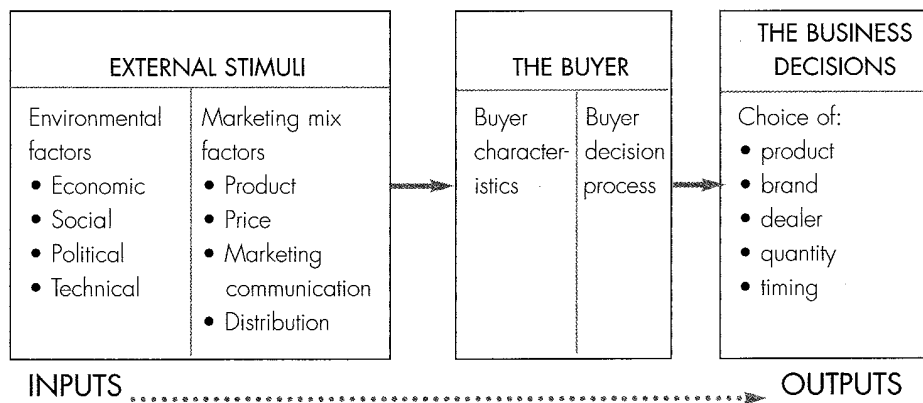 EXTERNAL STIMULI
Environmental
factors
• Economic
• Social
• Political
• Technical
Marketing mix
factors
• Product
• Price
• Marketing
communication
• Distribution
THE BUYER
Buyer
character-
istics
Buyer
decision
process
THE BUSINESS
DECISIONS
Choice of:
• product
• brand
• dealer
• quantity
• timing
INPUTS
OUTPUTS